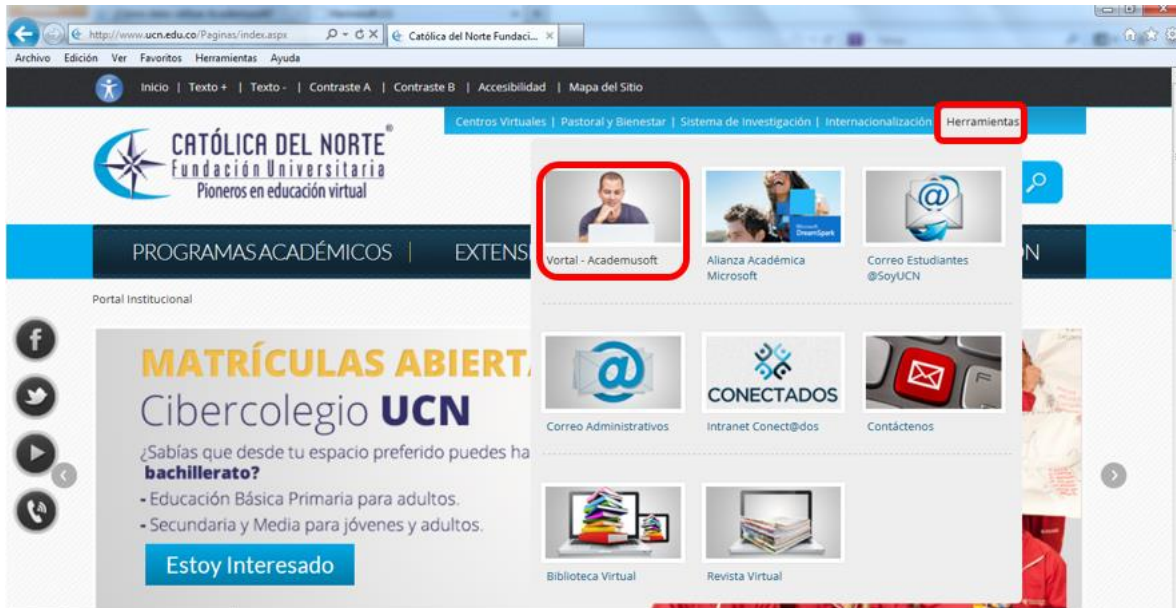 http://www.ucn.edu.co/Paginas/index.aspx
Católica del Norte Fundaci...
Archivo Edición Ver Favoritos Herramientas Ayuda
Inicio | Texto + | Texto - | Contraste A | Contraste B | Accesibilidad | Mapa del Sitio
Centros Virtuales | Pastoral y Bienestar | Sistema de Investigación | Internacionalización Herramientas
CATÓLICA DEL NORTE®
Fundación Universitaria
Pioneros en educación virtual
PROGRAMAS ACADÉMICOS | EXTENS
ÓN
Microsoft
DreamSpark
Vortal - Academusoft
Alianza Académica
Microsoft
Correo Estudiantes
@SoyUCN
Portal Institucional
MATRÍCULAS ABIERT
Cibercolegio UCN
¿Sabías que desde tu espacio preferido puedes ha
bachillerato?
- Educación Básica Primaria para adultos.
- Secundaria y Media para jóvenes y adultos.
Estoy Interesado
CONECTADOS
Correo Administrativos
Intranet Conect@dos
Contáctenos
Biblioteca Virtual
Revista Virtual